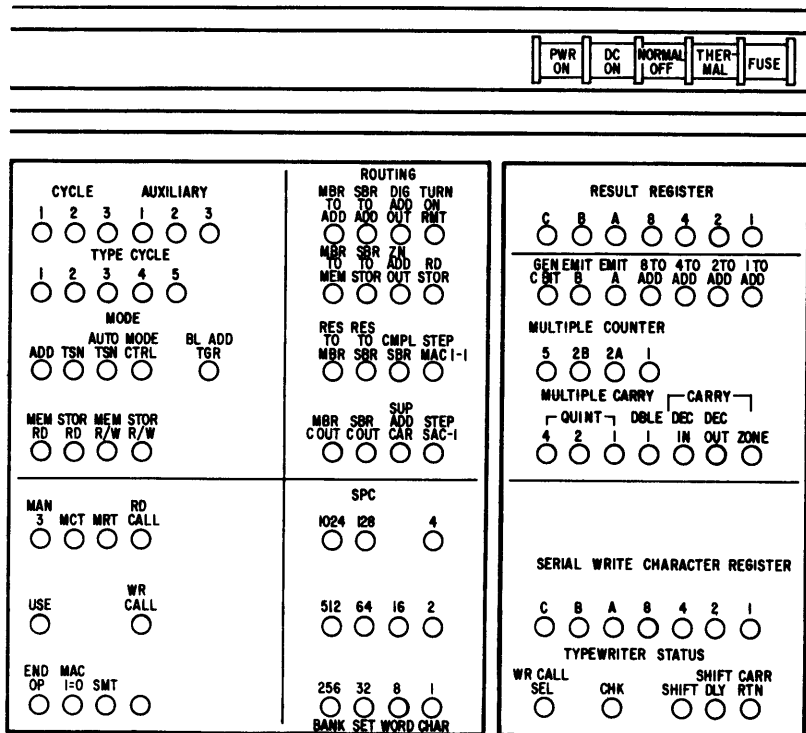 PWR ON
DC ON
NORMAL OFF
THER- MAL
FUSE
CYCLE AUXILIARY
1 2 3 1 2 3
TYPE CYCLE
1 2 3 4 5
MODE
AUTO MODE BL ADD
ADD TSN TSN CTRL TGR
MEM STOR MEM STOR
RD RD R/W R/W
MAN RD
3 MCT MRT CALL
WR
USE CALL
END MAC
OP 1=0 SMT
ROUTING
MBR SBR DIG TURN
TO TO ADD ON
ADD ADD OUT RMT
MBR SBR ZN
TO TO ADD RD
MEM STOR OUT STOR
RES RES
TO TO CMPL STEP
MBR SBR SBR MAC 1-1
SUP
MBR SBR ADD STEP
C OUT C OUT CAR SAC-1
SPC
1024 128 4
512 64 16 2
256 32 8 1
BANK SET WORD CHAR
RESULT REGISTER
C B A 8 4 2 1
GEN EMIT EMIT 8 TO 4 TO 2 TO 1 TO
C BIT B A ADD ADD ADD ADD
MULTIPLE COUNTER
5 2B 2A 1
MULTIPLE CARRY CARRY
QUINT DBLE DEC DEC
4 2 1 1 IN OUT ZONE
SERIAL WRITE CHARACTER REGISTER
C B A 8 4 2 1
TYPEWRITER STATUS
WR CALL SHIFT CARR
SEL CHK SHIFT DLY RTN